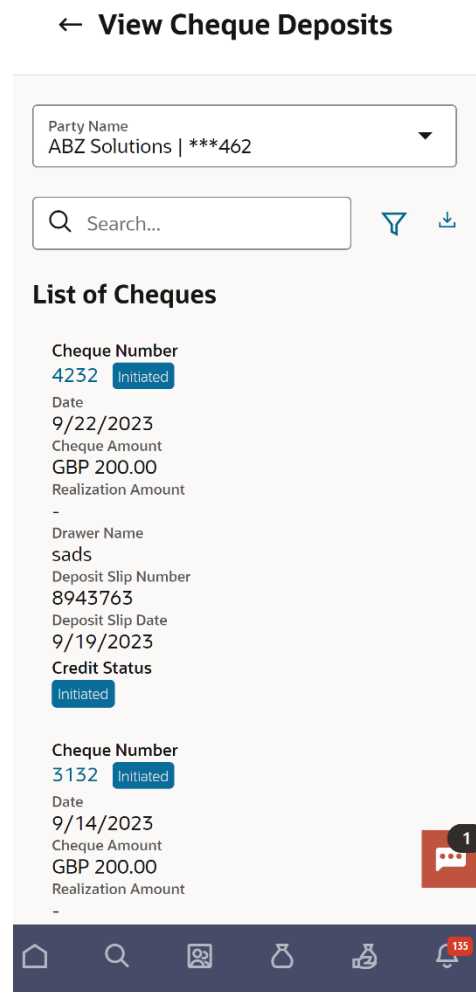 ← View Cheque Deposits
Party Name
ABZ Solutions | ***462
Search...
List of Cheques
Cheque Number
4232 Initiated
Date
9/22/2023
Cheque Amount
GBP 200.00
Realization Amount
-
Drawer Name
sads
Deposit Slip Number
8943763
Deposit Slip Date
9/19/2023
Credit Status
Initiated
Cheque Number
3132 Initiated
Date
9/14/2023
Cheque Amount
GBP 200.00
Realization Amount
-
1
135